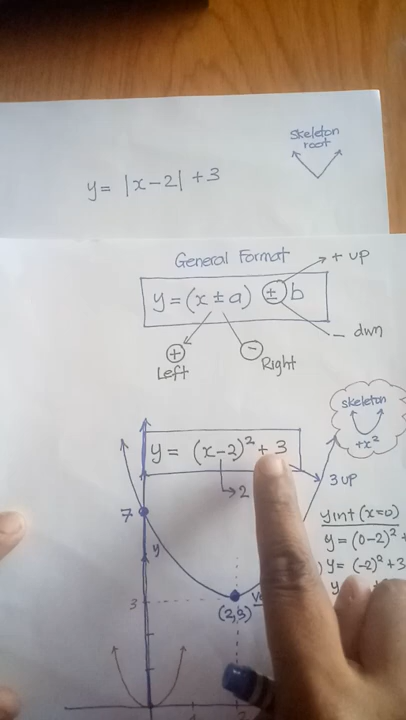 Skeleton
root
y = |x-2| +3
General Format
+ up
y = (x ± a) ± b
- dwn
+
Left
-
Right
skeleton
+x²
y = (x-2)² + 3
→ 2
3 up
7
y
yint (x=0)
y = (0-2)² +
y = (-2)² + 3
y
3
(2,3)